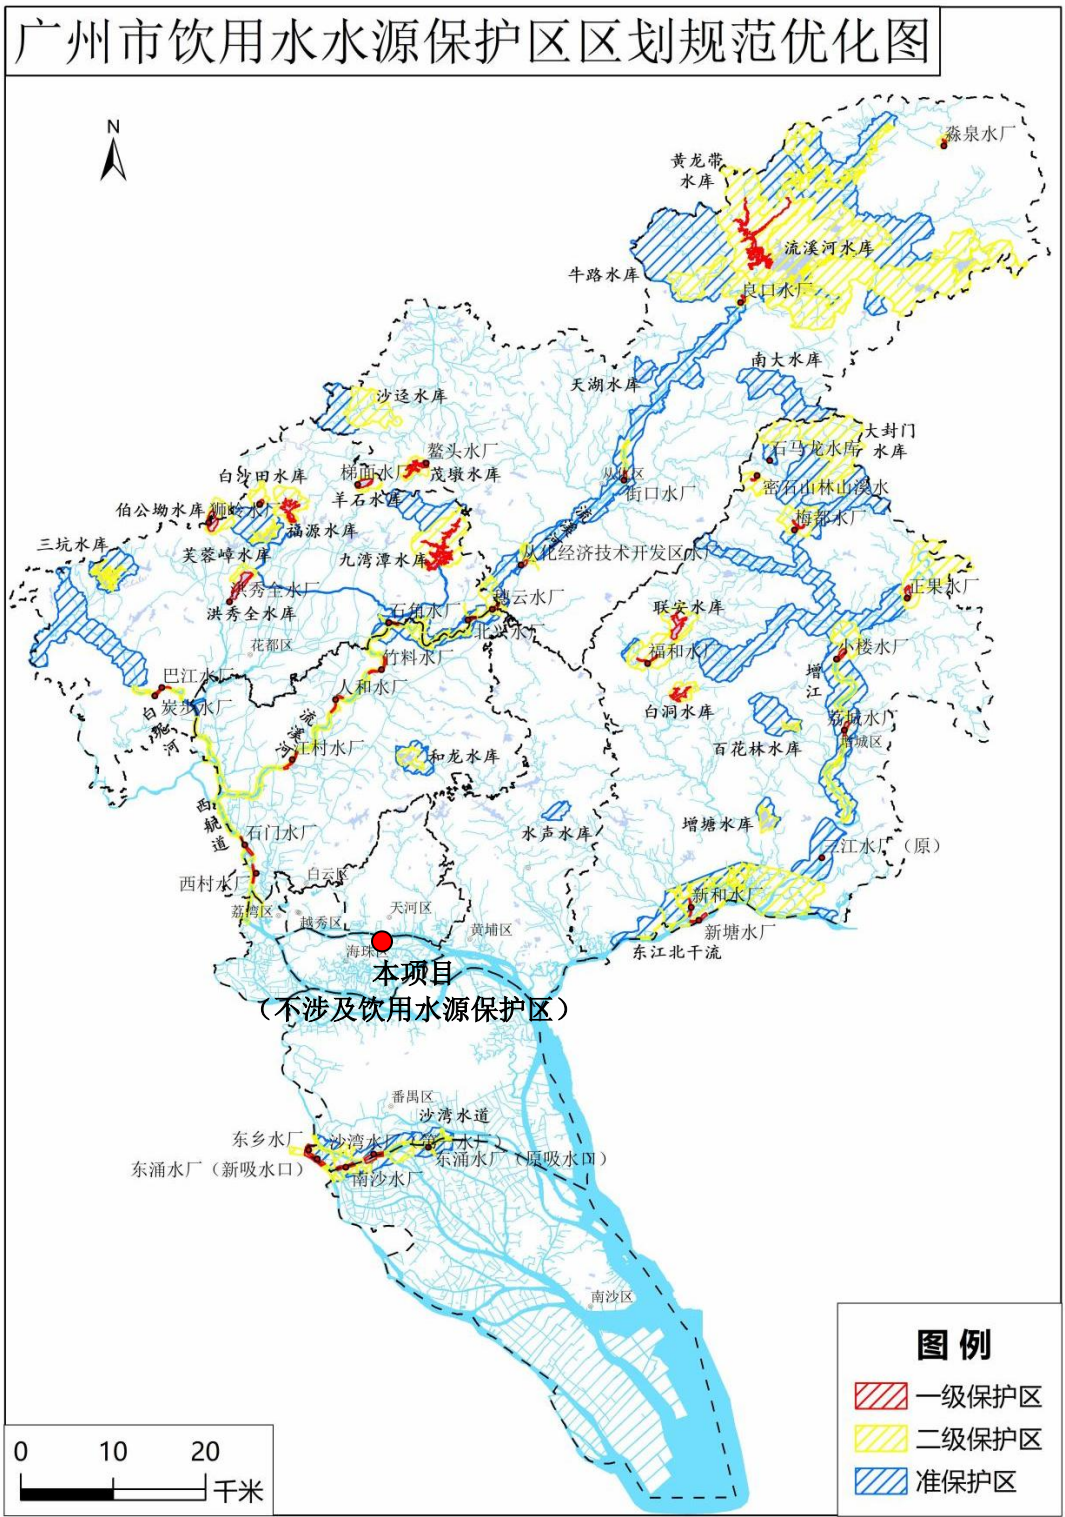 广州市饮用水水源保护区区划规范优化图
N
淼泉水厂
黄龙带
水库
流溪河水库
牛路水库
良口水厂
南大水库
天湖水库
沙迳水库
大封门
水库
石马龙水库
鳌头水厂
梯面水厂
茂墩水库
白沙田水库
从化区
密石山林山溪水
街口水厂
羊石水库
伯公坳水库
狮岭水厂
梅都水厂
福源水库
流溪河
三坑水库
芙蓉嶂水库
九湾潭水库
从化经济技术开发区水厂
洪秀全水厂
正果水厂
穗云水厂
联安水库
洪秀全水库
石角水厂
北兴水厂
花都区
福和水厂
小楼水厂
竹料水厂
巴江水厂
增江
人和水厂
炭步水厂
白洞水库
白坭河
流溪河
荔城水厂
增城区
江村水厂
百花林水库
和龙水库
西航道
增塘水库
水声水库
石门水厂
三江水厂（原）
西村水厂
白云区
新和水厂
荔湾区
越秀区
天河区
黄埔区
新塘水厂
海珠区
东江北干流
本项目
（不涉及饮用水源保护区）
番禺区
沙湾水道
东乡水厂
沙湾水厂
东涌水厂（新吸水口）
东涌水厂（原吸水口）
南沙水厂
南沙区
图 例
一级保护区
二级保护区
准保护区
0 10 20
千米